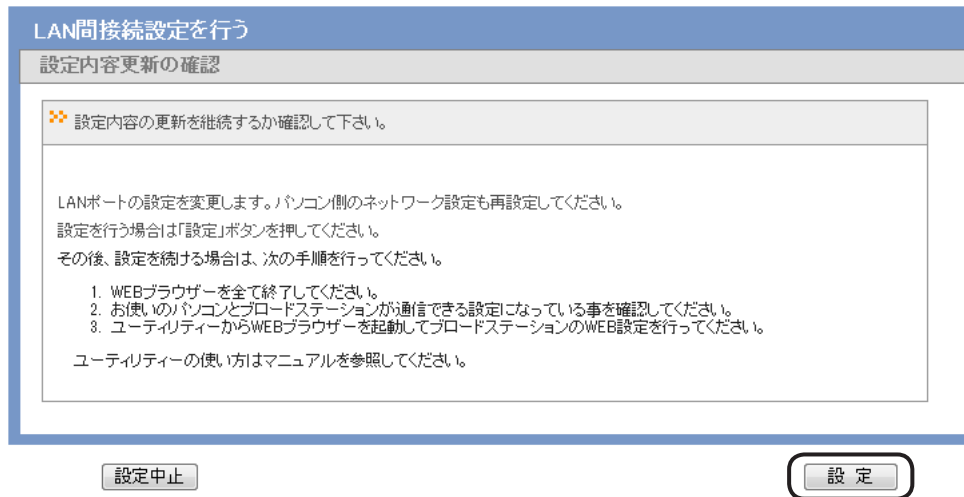 LAN間接続設定を行う
設定内容更新の確認
設定内容の更新を継続するか確認して下さい。
LANポートの設定を変更します。パソコン側のネットワーク設定も再設定してください。
設定を行う場合は「設定」ボタンを押してください。
その後、設定を続ける場合は、次の手順を行ってください。
1. WEBブラウザーを全て終了してください。
2. お使いのパソコンとブロードステーションが通信できる設定になっている事を確認してください。
3. ユーティリティーからWEBブラウザーを起動してブロードステーションのWEB設定を行ってください。
ユーティリティーの使い方はマニュアルを参照してください。
設定中止
設 定